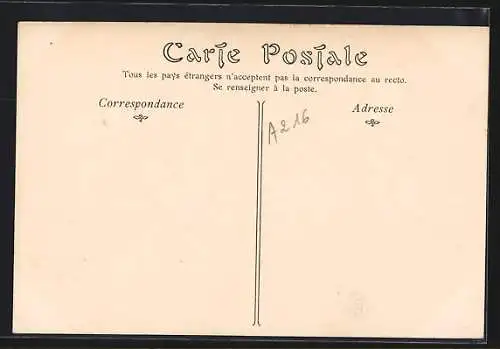 Carte Postale
Tous les pays étrangers n'acceptent pas la correspondance au recto.
Se renseigner à la poste.
Correspondance
Adresse
A216